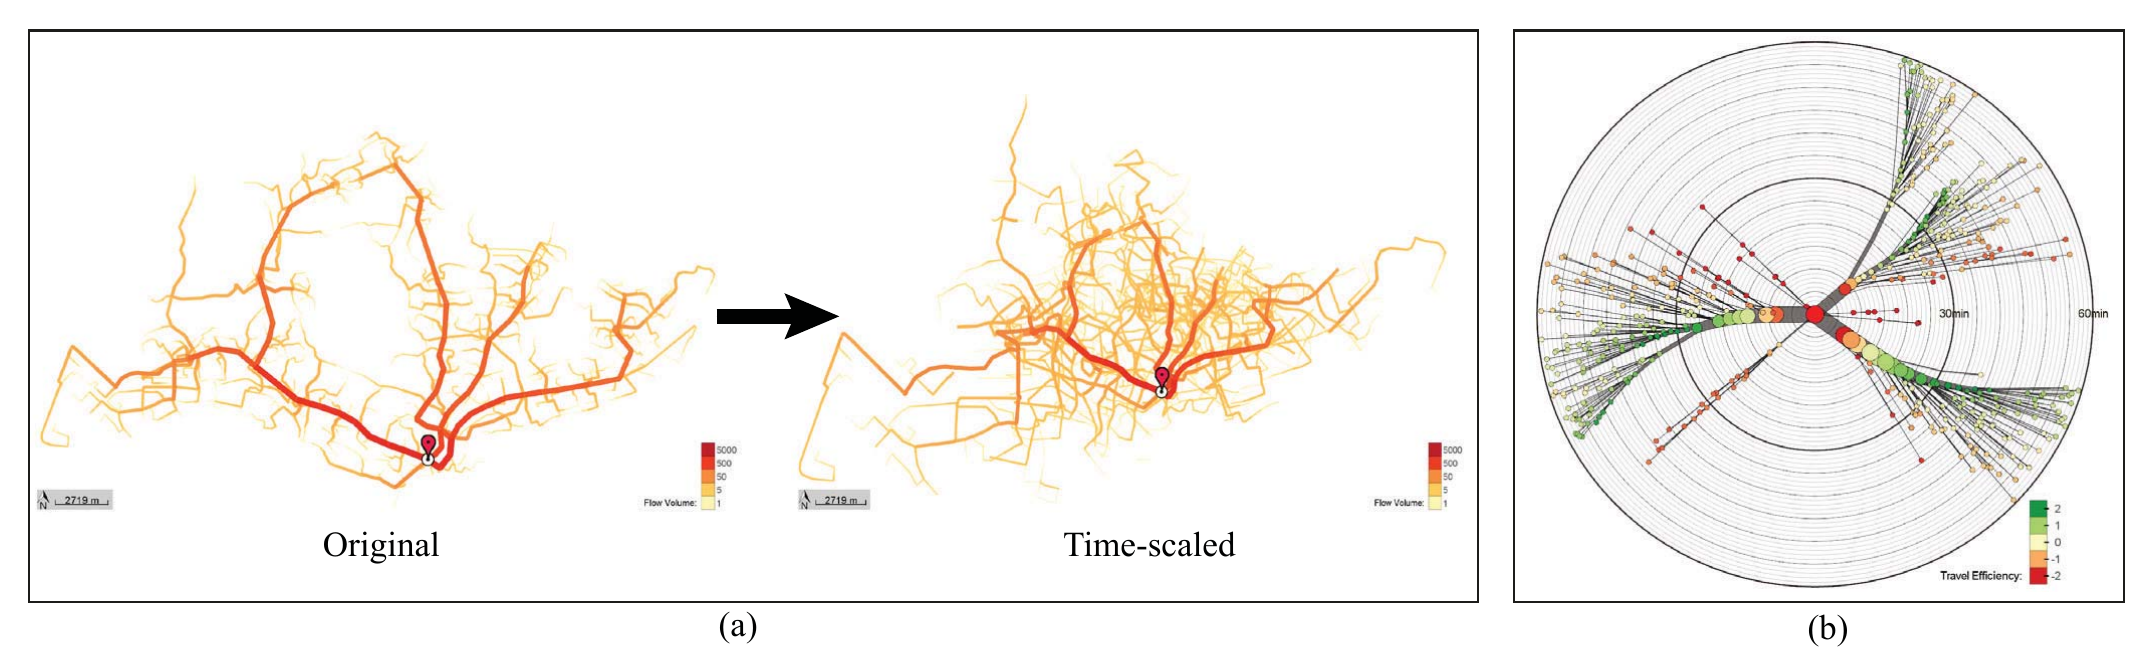 5000
500
50
5
Flow Volume: 1
N 2719 m
Original
5000
500
50
5
Flow Volume: 1
N 2719 m
Time-scaled
(a)
30min
60min
2
1
0
-1
Travel Efficiency: -2
(b)